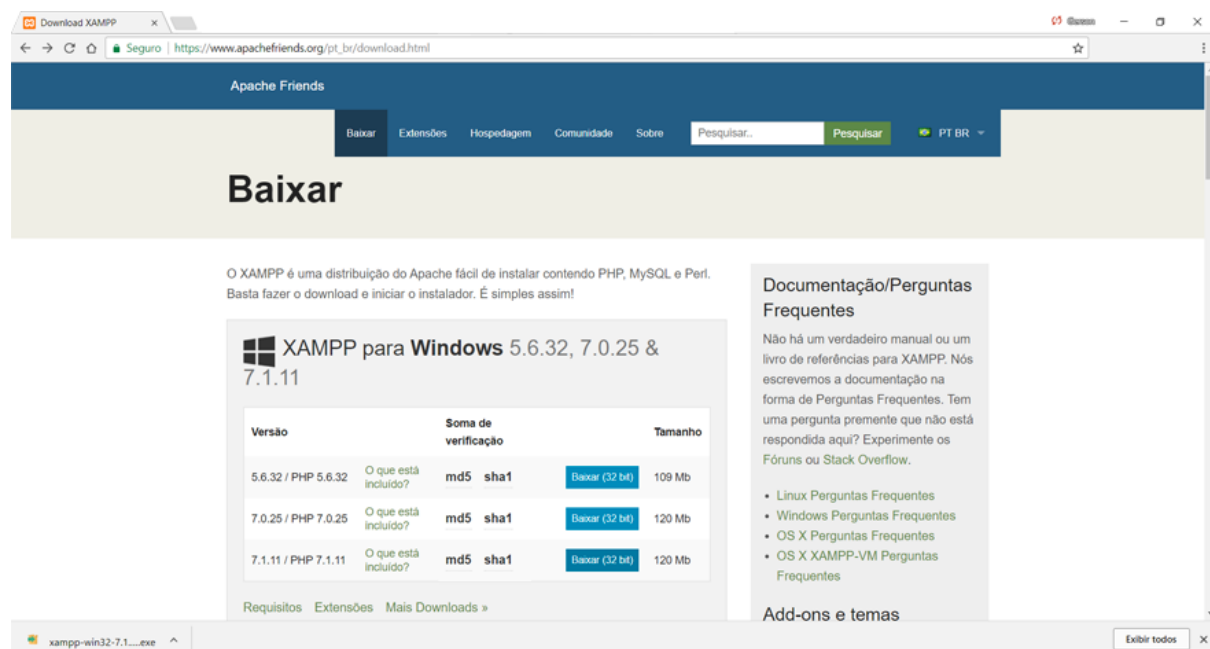 Download XAMPP
Seguro | https://www.apachefriends.org/pt_br/download.html
Apache Friends
Baixar Extensões Hospedagem Comunidade Sobre Pesquisar.. Pesquisar PT BR
Baixar
O XAMPP é uma distribuição do Apache fácil de instalar contendo PHP, MySQL e Perl.
Basta fazer o download e iniciar o instalador. É simples assim!
XAMPP para Windows 5.6.32, 7.0.25 &
7.1.11
Versão Soma de verificação Tamanho
5.6.32 / PHP 5.6.32 O que está incluído? md5 sha1 Baixar (32 bit) 109 Mb
7.0.25 / PHP 7.0.25 O que está incluído? md5 sha1 Baixar (32 bit) 120 Mb
7.1.11 / PHP 7.1.11 O que está incluído? md5 sha1 Baixar (32 bit) 120 Mb
Requisitos Extensões Mais Downloads »
Documentação/Perguntas
Frequentes
Não há um verdadeiro manual ou um
livro de referências para XAMPP. Nós
escrevemos a documentação na
forma de Perguntas Frequentes. Tem
uma pergunta premente que não está
respondida aqui? Experimente os
Fóruns ou Stack Overflow.
• Linux Perguntas Frequentes
• Windows Perguntas Frequentes
• OS X Perguntas Frequentes
• OS X XAMPP-VM Perguntas
Frequentes
Add-ons e temas
xampp-win32-7.1....exe
Exibir todos